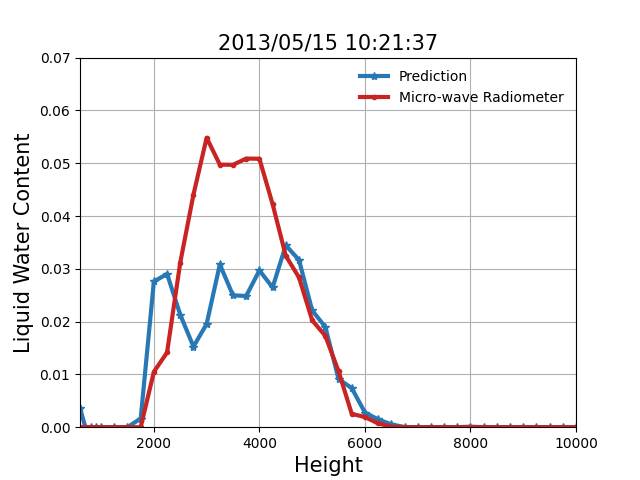 2013/05/15 10:21:37
Prediction
Micro-wave Radiometer
Liquid Water Content
0.07
0.06
0.05
0.04
0.03
0.02
0.01
0.00
2000 4000 6000 8000 10000
Height